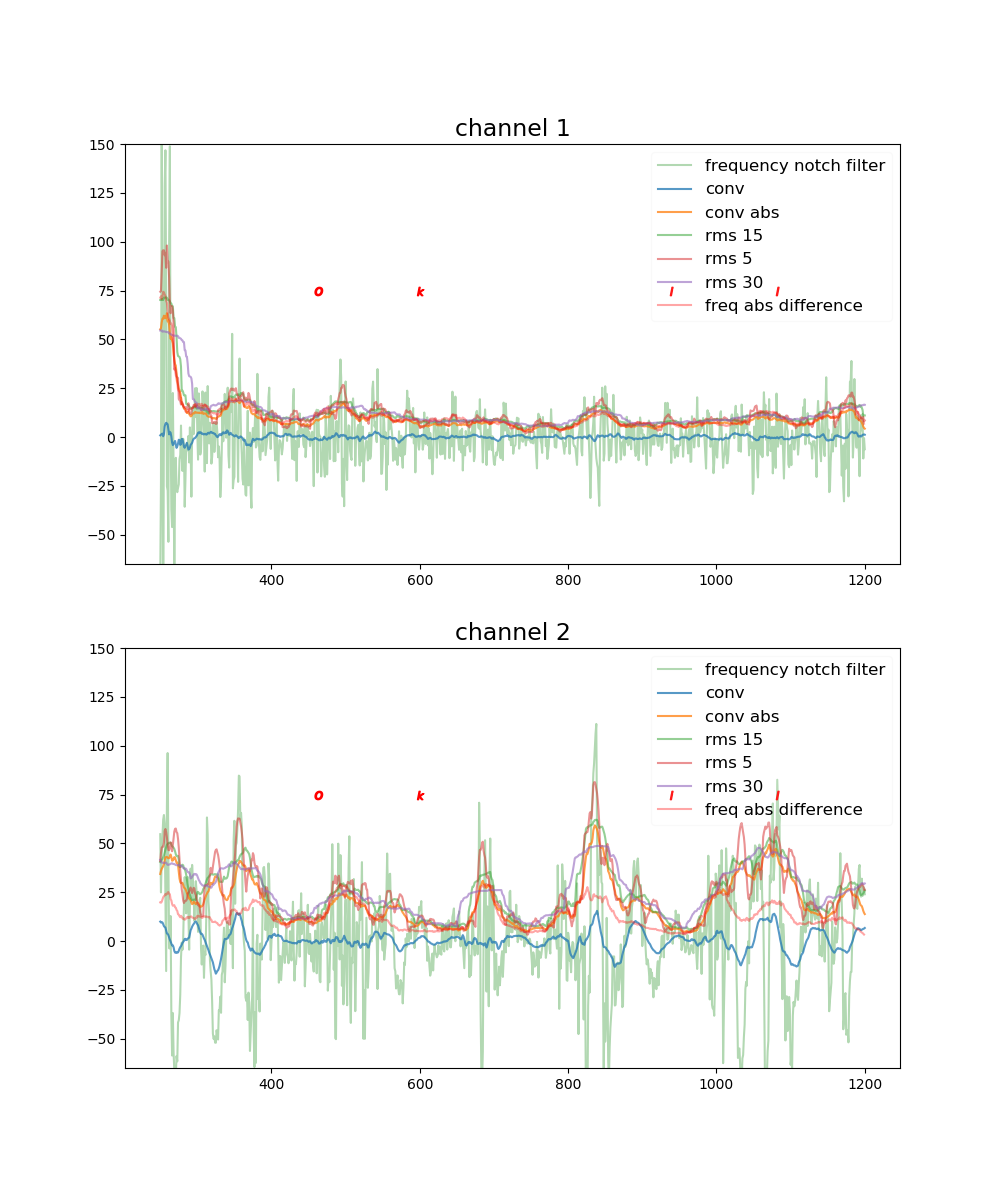 channel 1
150
125
100
75
50
25
0
−25
−50
frequency notch filter
conv
conv abs
rms 15
rms 5
rms 30
freq abs difference
o k l l
400 600 800 1000 1200
channel 2
150
125
100
75
50
25
0
−25
−50
frequency notch filter
conv
conv abs
rms 15
rms 5
rms 30
freq abs difference
o k l l
400 600 800 1000 1200